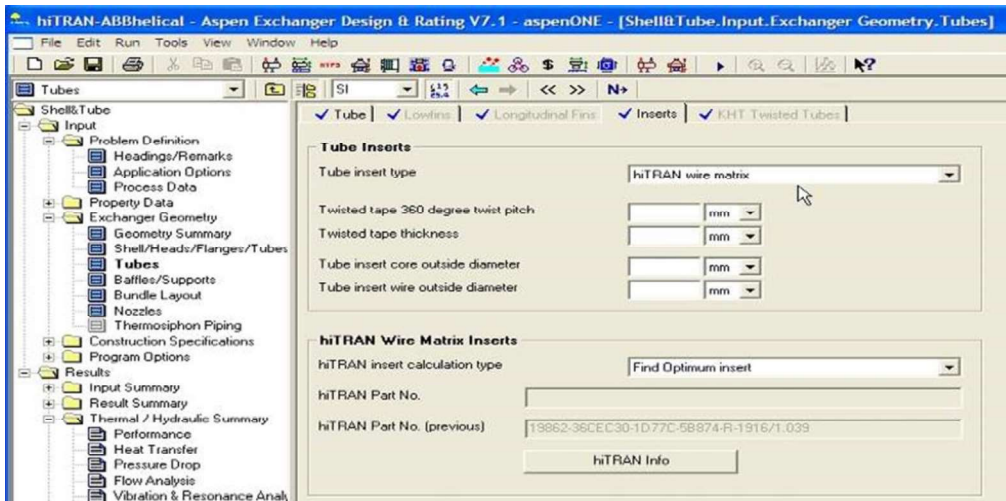 hiTRAN-ABBhelical - Aspen Exchanger Design & Rating V7.1 - aspenONE - [Shell&Tube.Input.Exchanger Geometry.Tubes]
File Edit Run Tools View Window Help
Tubes SI
Shell&Tube
Input
Problem Definition
Headings/Remarks
Application Options
Process Data
Property Data
Exchanger Geometry
Geometry Summary
Shell/Heads/Flanges/Tubes
Tubes
Baffles/Supports
Bundle Layout
Nozzles
Thermosiphon Piping
Construction Specifications
Program Options
Results
Input Summary
Result Summary
Thermal / Hydraulic Summary
Performance
Heat Transfer
Pressure Drop
Flow Analysis
Vibration & Resonance Anal
Tube Lowfins Longitudinal Fins Inserts KHT Twisted Tubes
Tube Inserts
Tube insert type hiTRAN wire matrix
Twisted tape 360 degree twist pitch mm
Twisted tape thickness mm
Tube insert core outside diameter mm
Tube insert wire outside diameter mm
hiTRAN Wire Matrix Inserts
hiTRAN insert calculation type Find Optimum insert
hiTRAN Part No.
hiTRAN Part No. (previous) 19862-36CEC30-1D77C-5B874-R-1916/1.039
hiTRAN Info